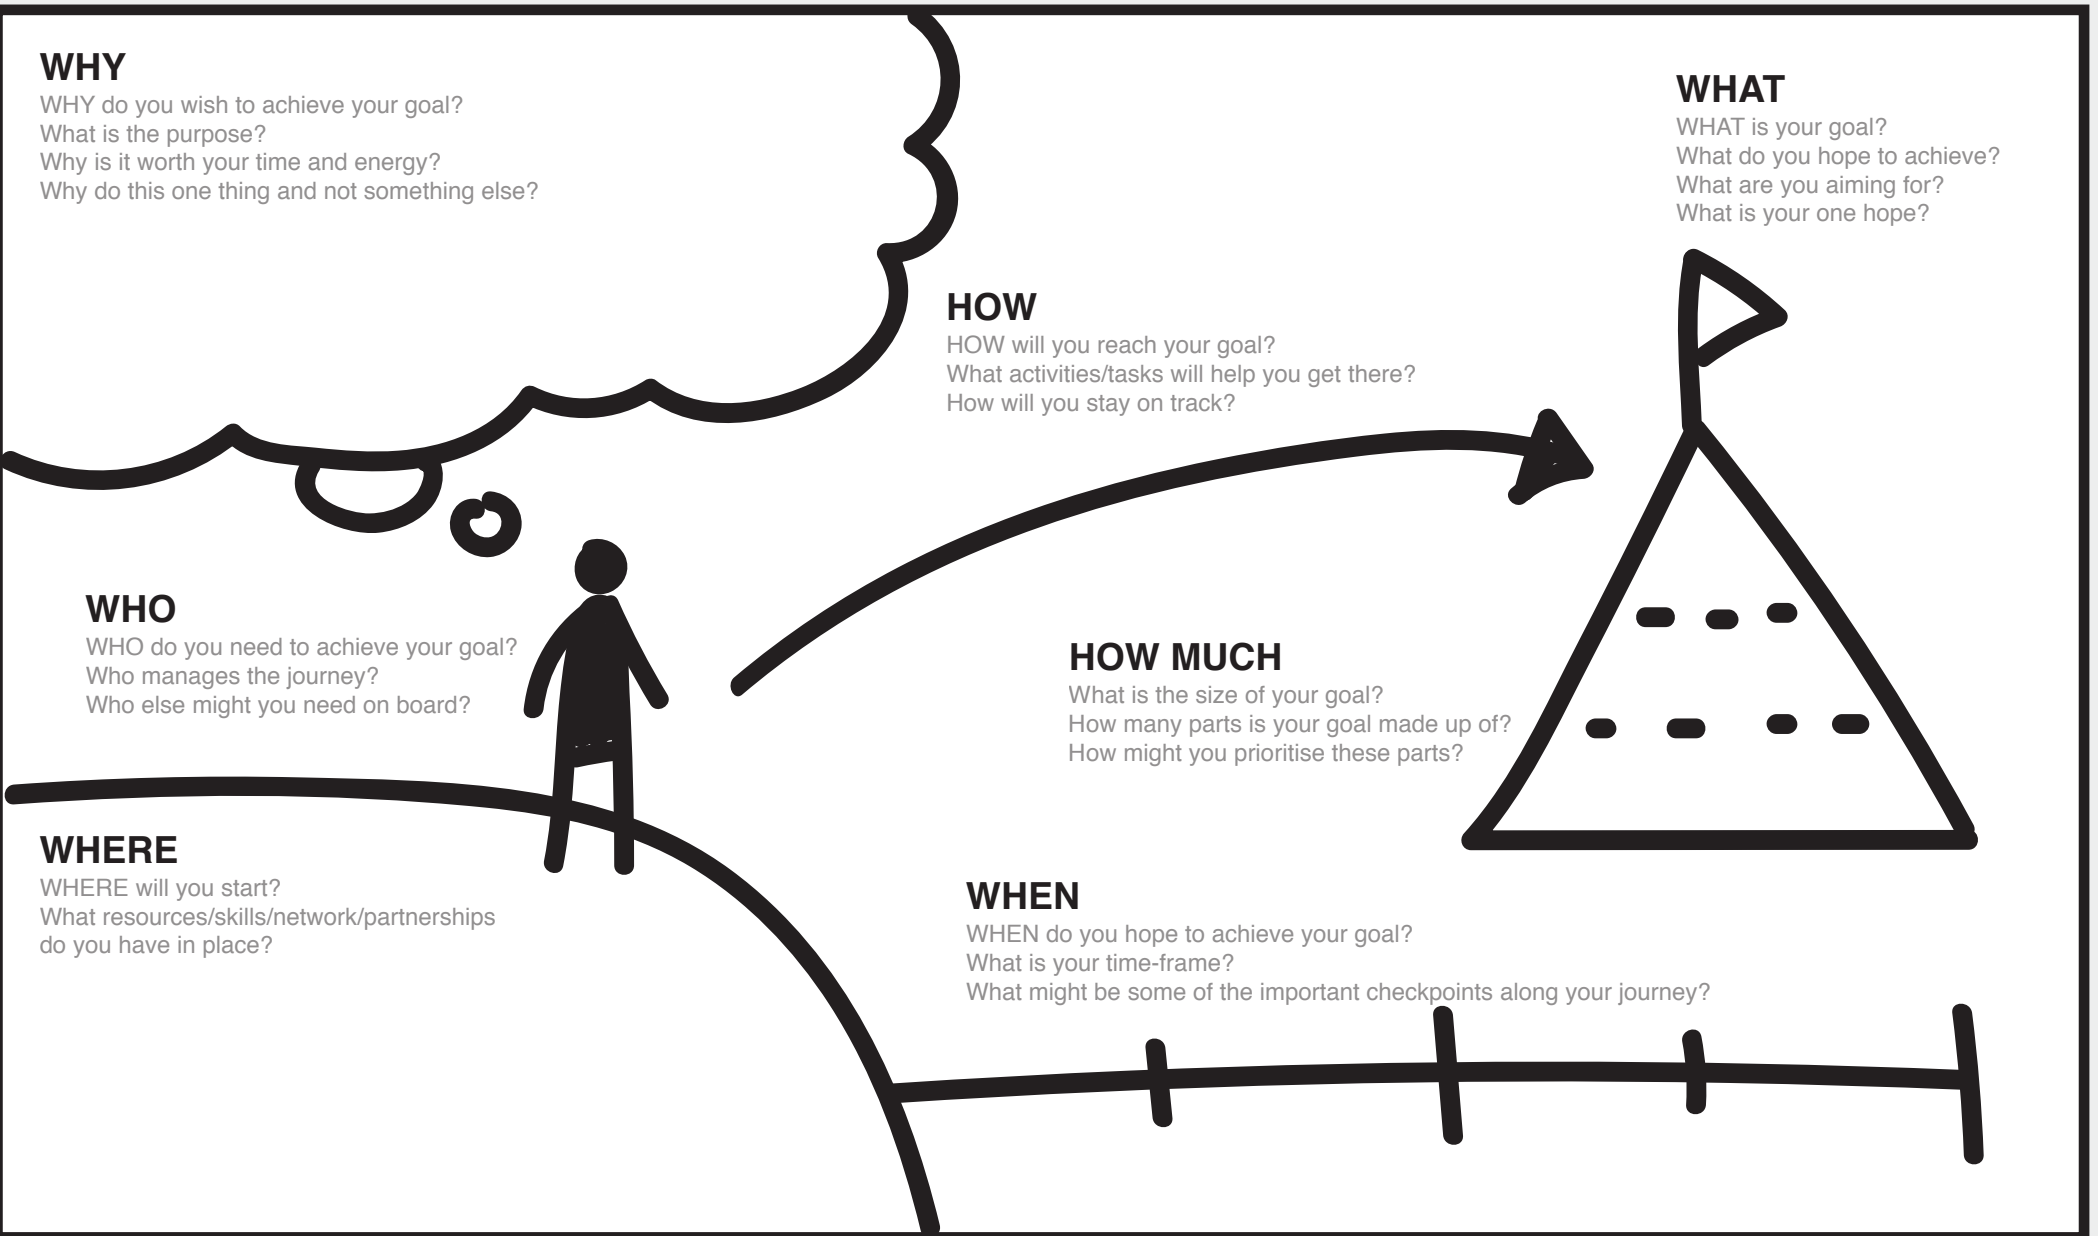 WHY
WHY do you wish to achieve your goal?
What is the purpose?
Why is it worth your time and energy?
Why do this one thing and not something else?
WHAT
WHAT is your goal?
What do you hope to achieve?
What are you aiming for?
What is your one hope?
HOW
HOW will you reach your goal?
What activities/tasks will help you get there?
How will you stay on track?
WHO
WHO do you need to achieve your goal?
Who manages the journey?
Who else might you need on board?
HOW MUCH
What is the size of your goal?
How many parts is your goal made up of?
How might you prioritise these parts?
WHERE
WHERE will you start?
What resources/skills/network/partnerships
do you have in place?
WHEN
WHEN do you hope to achieve your goal?
What is your time-frame?
What might be some of the important checkpoints along your journey?